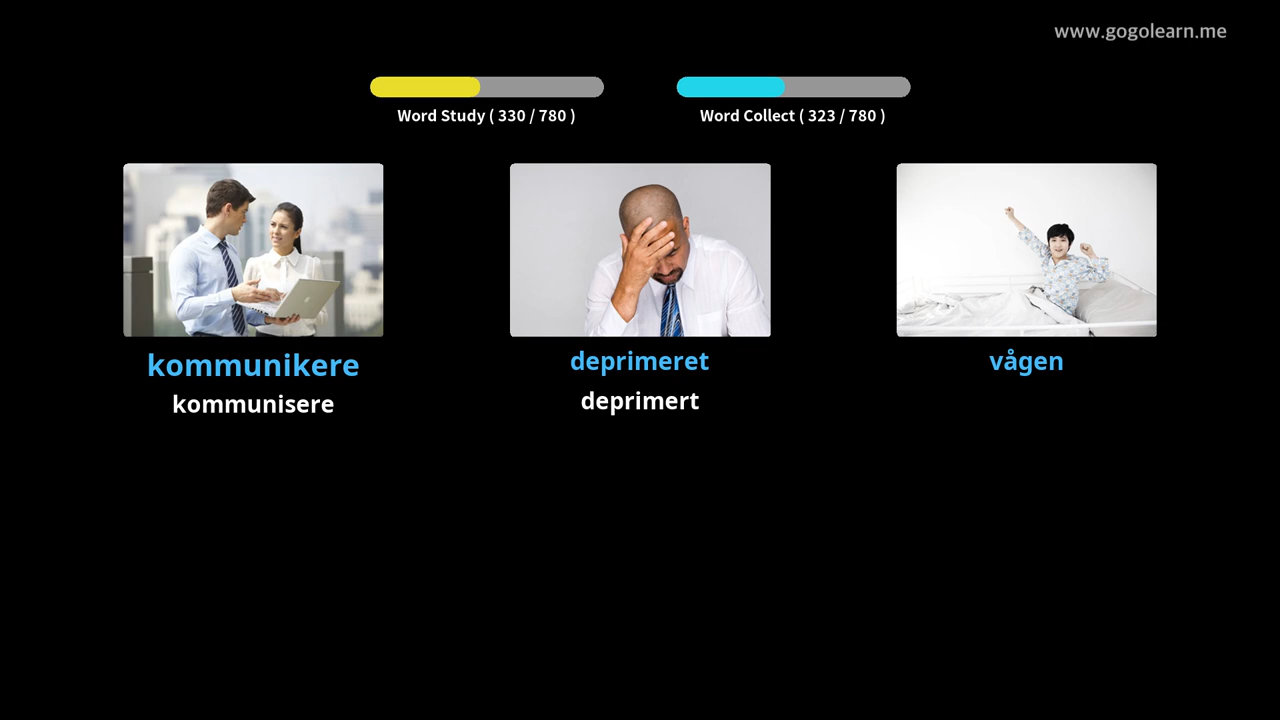 www.gogolearn.me
Word Study ( 330 / 780 )
Word Collect ( 323 / 780 )
kommunikere
kommunisere
deprimeret
deprimert
vågen